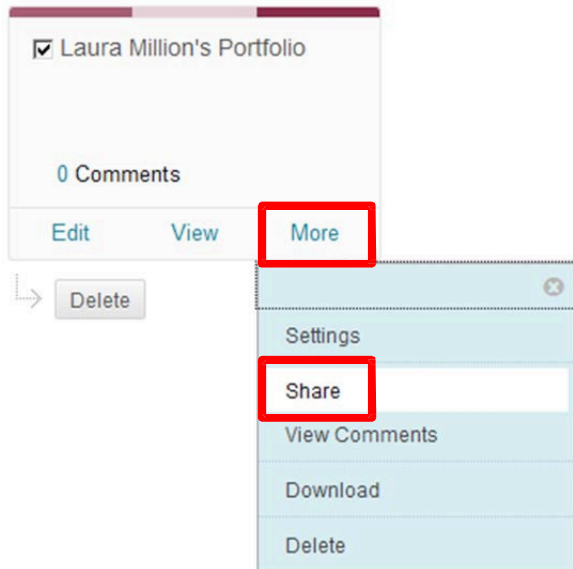 Laura Million's Portfolio
0 Comments
Edit View More
Delete
Settings
Share
View Comments
Download
Delete